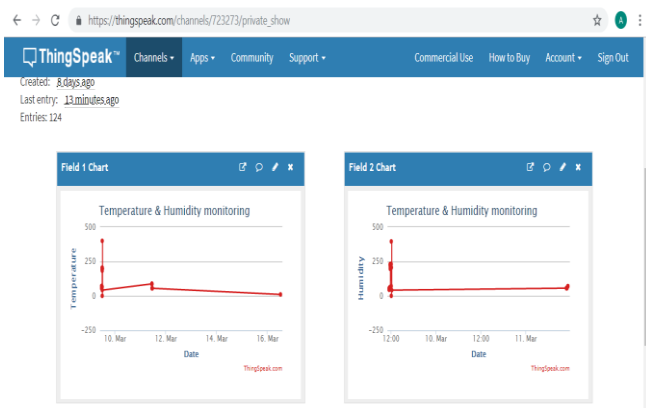 https://thingspeak.com/channels/723273/private_show
A
ThingSpeak™ Channels Apps Community Support Commercial Use How to Buy Account Sign Out
Created: 8 days ago
Last entry: 13 minutes ago
Entries: 124
Field 1 Chart
Temperature & Humidity monitoring
Temperature
500
250
0
-250
10. Mar 12. Mar 14. Mar 16. Mar
Date
ThingSpeak.com
Field 2 Chart
Temperature & Humidity monitoring
Humidity
500
250
0
-250
12:00 10. Mar 12:00 11. Mar
Date
ThingSpeak.com